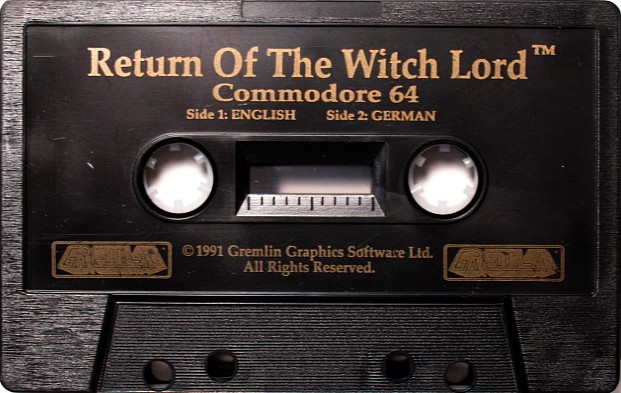 Return Of The Witch Lord™
Commodore 64
Side 1: ENGLISH Side 2: GERMAN
© 1991 Gremlin Graphics Software Ltd.
All Rights Reserved.